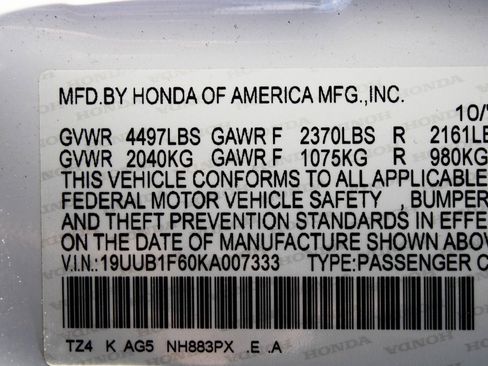 MFD.BY HONDA OF AMERICA MFG.,INC.
10/
GVWR 4497LBS GAWR F 2370LBS R 2161LB
GVWR 2040KG GAWR F 1075KG R 980KG
THIS VEHICLE CONFORMS TO ALL APPLICABLE
FEDERAL MOTOR VEHICLE SAFETY , BUMPER
AND THEFT PREVENTION STANDARDS IN EFFE
ON THE DATE OF MANUFACTURE SHOWN ABOV
V.I.N.:19UUB1F60KA007333 TYPE:PASSENGER C
TZ4 K AG5 NH883PX .E .A